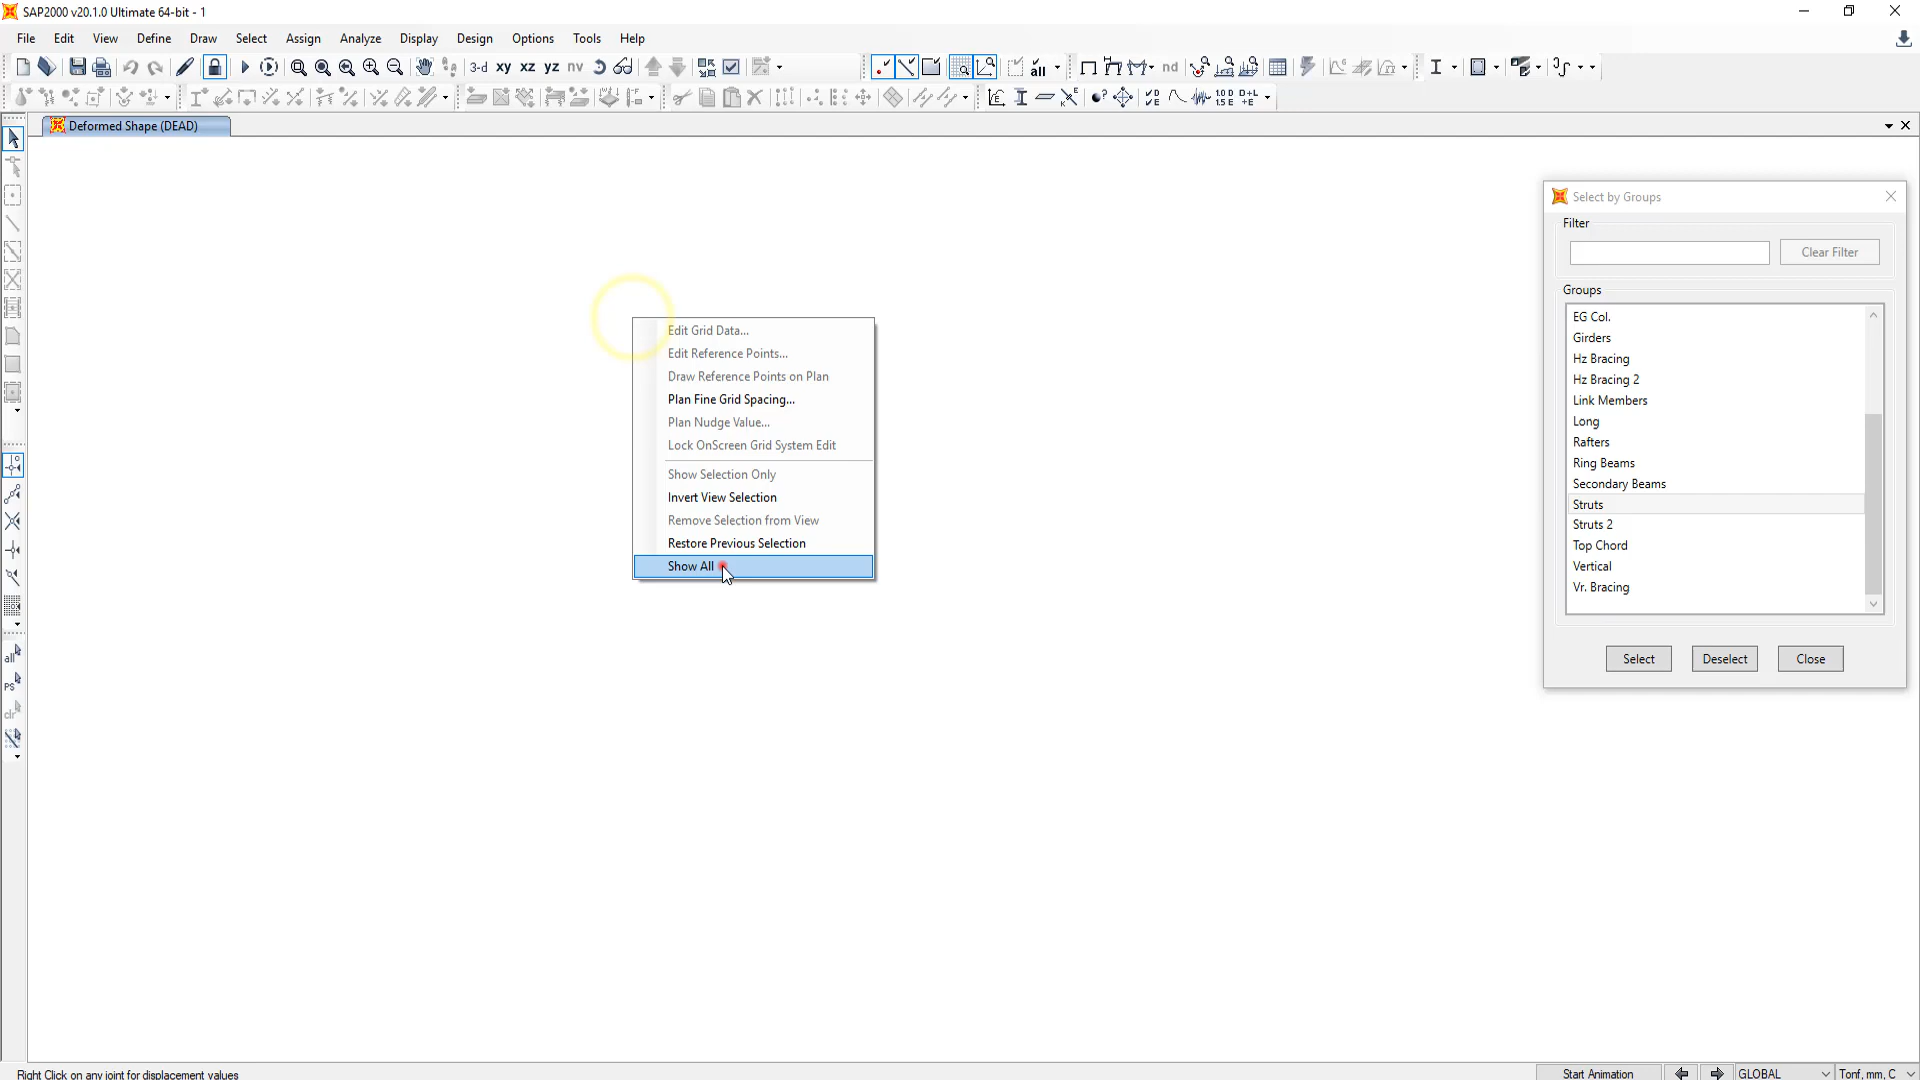 SAP2000 v20.1.0 Ultimate 64-bit - 1
File Edit View Define Draw Select Assign Analyze Display Design Options Tools Help
3-d xy xz yz nv all nd
Deformed Shape (DEAD)
Select by Groups
Filter
Clear Filter
Groups
EG Col.
Girders
Hz Bracing
Hz Bracing 2
Link Members
Long
Rafters
Ring Beams
Secondary Beams
Struts
Struts 2
Top Chord
Vertical
Vr. Bracing
Select Deselect Close
Edit Grid Data...
Edit Reference Points...
Draw Reference Points on Plan
Plan Fine Grid Spacing...
Plan Nudge Value...
Lock OnScreen Grid System Edit
Show Selection Only
Invert View Selection
Remove Selection from View
Restore Previous Selection
Show All
all
PS
clr
Right Click on any joint for displacement values
Start Animation GLOBAL Tonf, mm, C